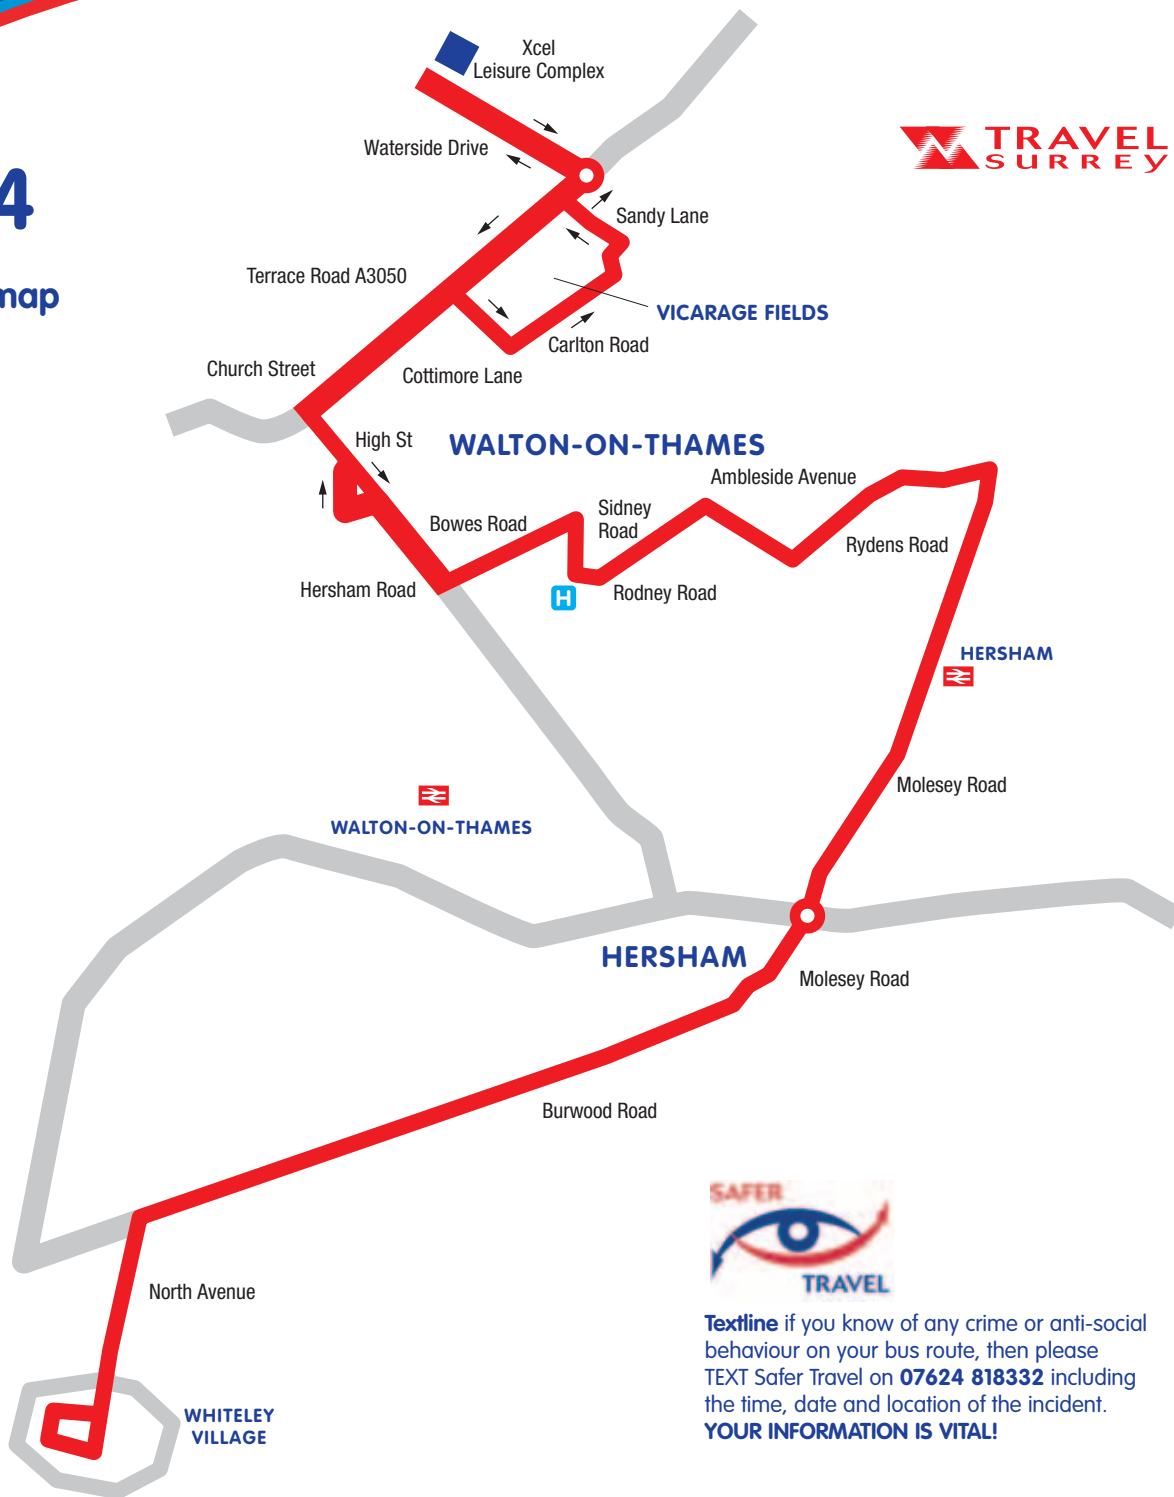 4
map
Xcel
Leisure Complex
TRAVEL
SURREY
Waterside Drive
Sandy Lane
Terrace Road A3050
VICARAGE FIELDS
Carlton Road
Church Street
Cottimore Lane
High St
WALTON-ON-THAMES
Ambleside Avenue
Sidney
Road
Bowes Road
Rydens Road
Hersham Road
H
Rodney Road
HERSHAM
Molesey Road
WALTON-ON-THAMES
HERSHAM
Molesey Road
Burwood Road
SAFER
TRAVEL
North Avenue
Textline if you know of any crime or anti-social
behaviour on your bus route, then please
TEXT Safer Travel on 07624 818332 including
the time, date and location of the incident.
YOUR INFORMATION IS VITAL!
WHITELEY
VILLAGE